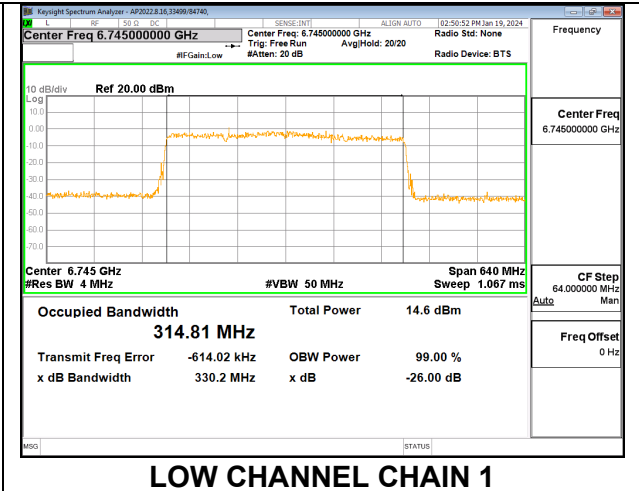 Keysight Spectrum Analyzer - AP2022.8.16,33499/84740,
L RF 50 Ω DC SENSE:INT ALIGN AUTO 02:50:52 PM Jan 19, 2024
Center Freq 6.745000000 GHz Center Freq: 6.745000000 GHz Radio Std: None
Trig: Free Run Avg|Hold: 20/20
#IFGain:Low #Atten: 20 dB Radio Device: BTS
Frequency
10 dB/div Ref 20.00 dBm
Log
10.0
0.00
-10.0
-20.0
-30.0
-40.0
-50.0
-60.0
-70.0
Center Freq
6.745000000 GHz
Center 6.745 GHz Span 640 MHz
#Res BW 4 MHz #VBW 50 MHz Sweep 1.067 ms
CF Step
64.000000 MHz
Auto Man
Occupied Bandwidth Total Power 14.6 dBm
314.81 MHz
Transmit Freq Error -614.02 kHz OBW Power 99.00 %
x dB Bandwidth 330.2 MHz x dB -26.00 dB
Freq Offset
0 Hz
MSG STATUS
LOW CHANNEL CHAIN 1